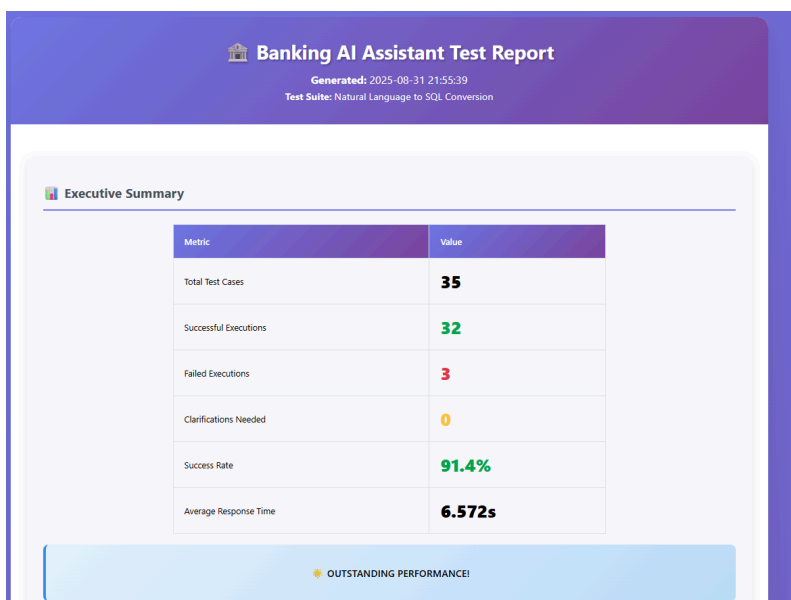 🏦 Banking AI Assistant Test Report
Generated: 2025-08-31 21:55:39
Test Suite: Natural Language to SQL Conversion
📊 Executive Summary
Metric Value
Total Test Cases 35
Successful Executions 32
Failed Executions 3
Clarifications Needed 0
Success Rate 91.4%
Average Response Time 6.572s
🌟 OUTSTANDING PERFORMANCE!